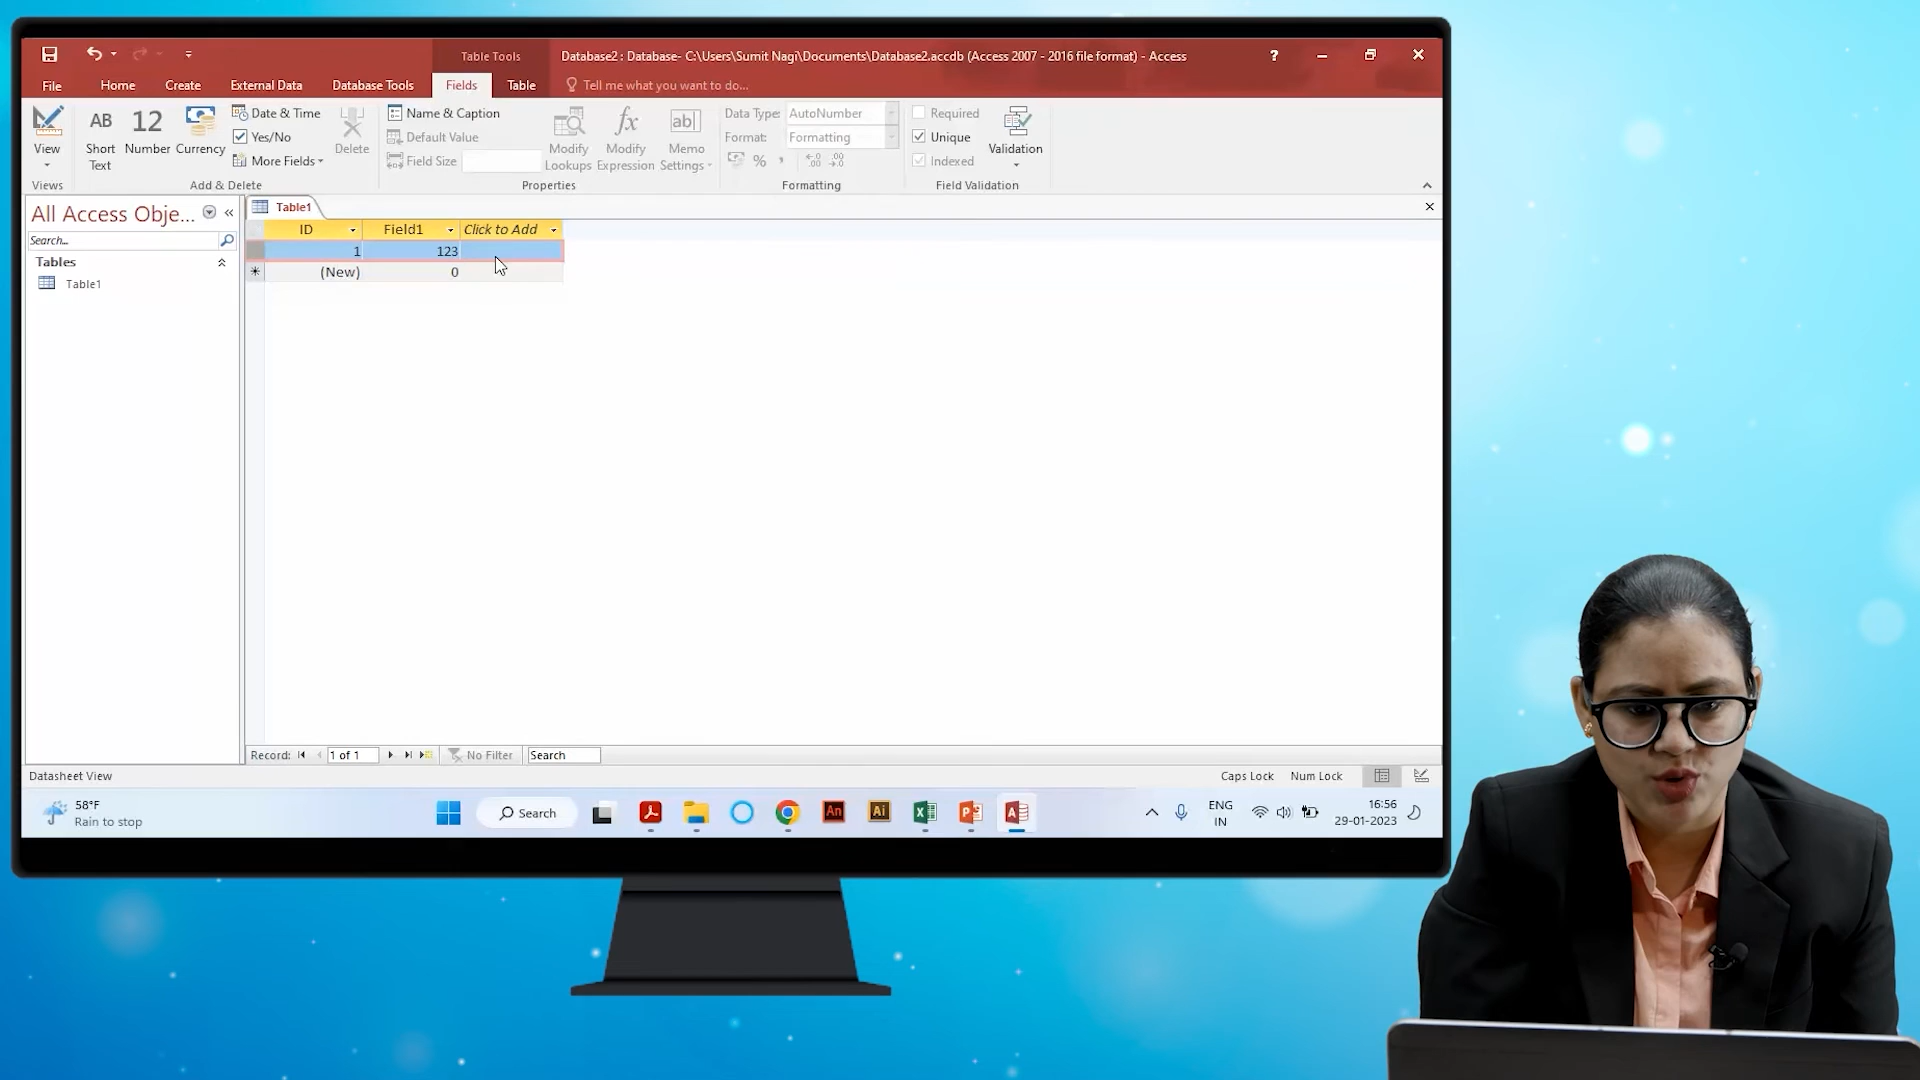 Table Tools
Database2 : Database- C:\Users\Sumit Nagi\Documents\Database2.accdb (Access 2007 - 2016 file format) - Access
?
File
Home
Create
External Data
Database Tools
Fields
Table
Tell me what you want to do...
View
AB
Short
Text
12
Number
Currency
Date & Time
Yes/No
More Fields
Delete
Name & Caption
Default Value
Field Size
Modify
Lookups
fx
Modify
Expression
ab|
Memo
Settings
Data Type: AutoNumber
Format: Formatting
%
Required
Unique
Indexed
Validation
Views
Add & Delete
Properties
Formatting
Field Validation
All Access Obje...
Search...
Tables
Table1
Table1
ID Field1 Click to Add
1 123
(New) 0
Record: 1 of 1 No Filter Search
Datasheet View
Caps Lock Num Lock
58°F
Rain to stop
Search
An
Ai
ENG
IN
16:56
29-01-2023